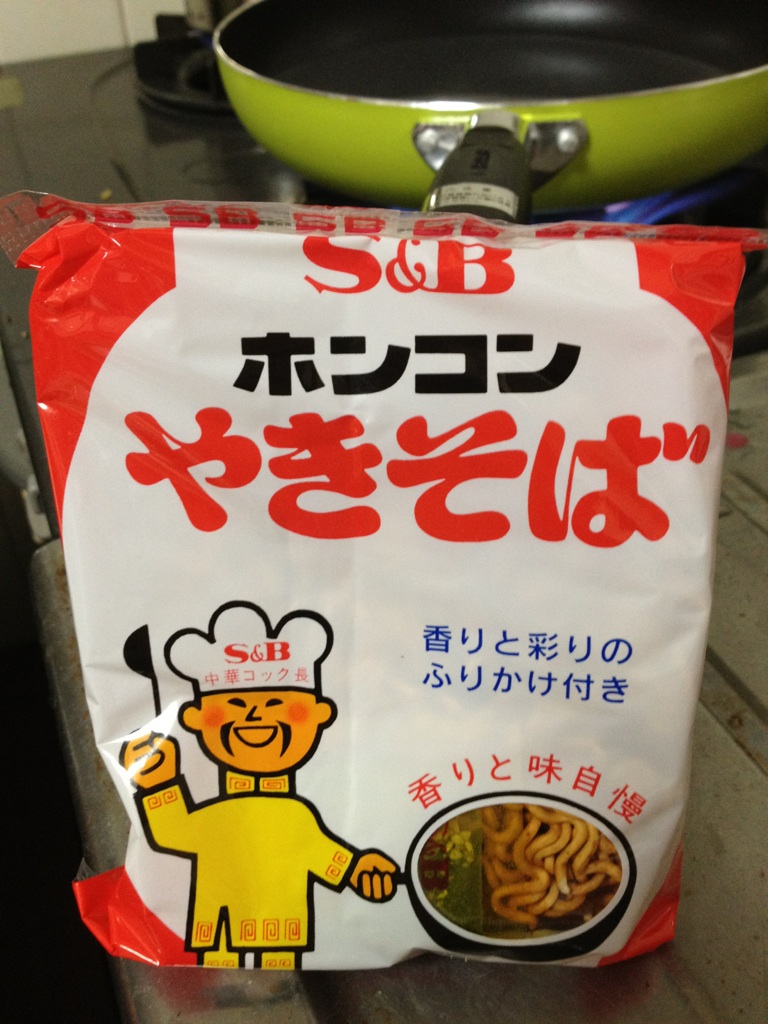 S&B
ホンコン
やきそば
香りと彩りの
ふりかけ付き
S&B
中華コック長
香りと味自慢